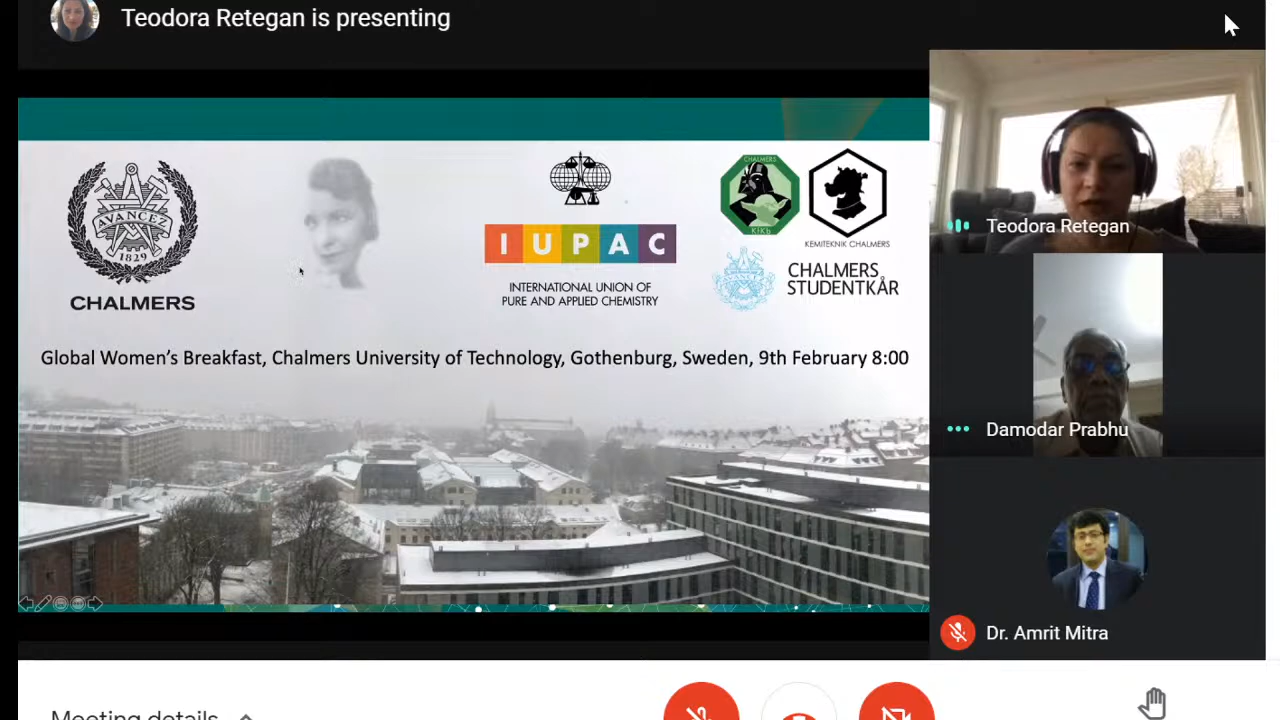 Teodora Retegan is presenting
AVANCEZ
1829
CHALMERS
I U P A C
INTERNATIONAL UNION OF
PURE AND APPLIED CHEMISTRY
CHALMERS
KfKb
KEMITEKNIK CHALMERS
CHALMERS
STUDENTKÅR
Global Women's Breakfast, Chalmers University of Technology, Gothenburg, Sweden, 9th February 8:00
Teodora Retegan
Damodar Prabhu
Dr. Amrit Mitra
Meeting details